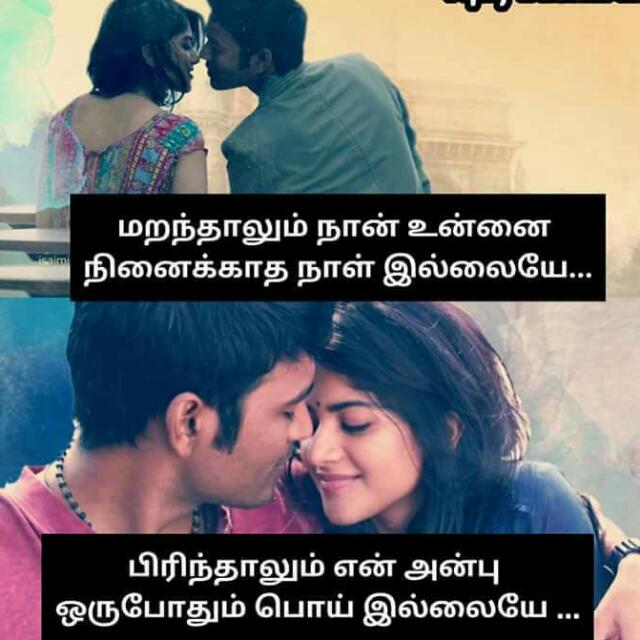 மறந்தாலும் நான் உன்னை
நினைக்காத நாள் இல்லையே...
பிரிந்தாலும் என் அன்பு
ஒருபோதும் பொய் இல்லையே ...